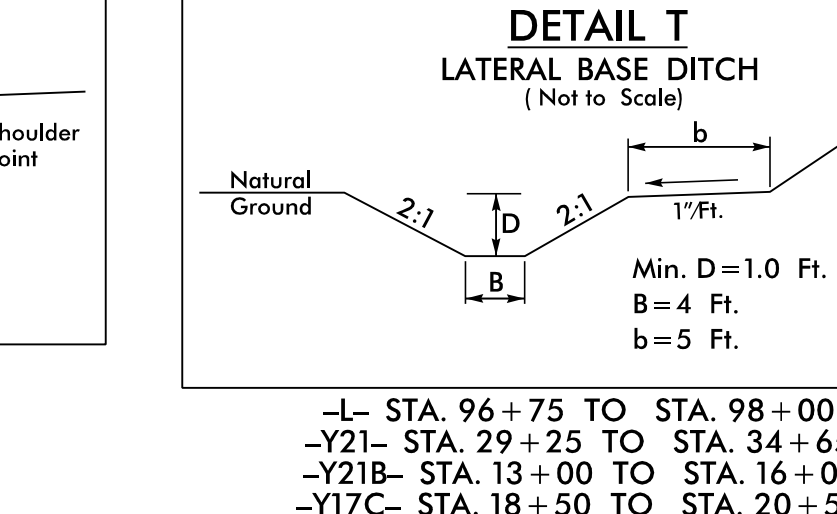 houlder
oint
DETAIL T
LATERAL BASE DITCH
( Not to Scale)
b
Natural
Ground
2:1
D
2:1
1"/Ft.
B
Min. D=1.0 Ft.
B=4 Ft.
b=5 Ft.
-L- STA. 96+75 TO STA. 98+00
-Y21- STA. 29+25 TO STA. 34+65
-Y21B- STA. 13+00 TO STA. 16+0
-Y17C- STA. 18+50 TO STA. 20+5